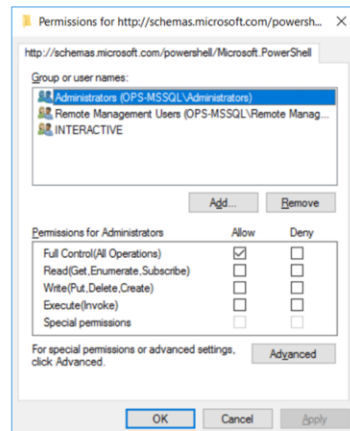 Permissions for http://schemas.microsoft.com/powersh...
http://schemas.microsoft.com/powershell/Microsoft.PowerShell
Group or user names:
Administrators (OPS-MSSQL\Administrators)
Remote Management Users (OPS-MSSQL\Remote Manag...
INTERACTIVE
Add... Remove
Permissions for Administrators Allow Deny
Full Control(All Operations)
Read(Get,Enumerate,Subscribe)
Write(Put,Delete,Create)
Execute(Invoke)
Special permissions
For special permissions or advanced settings, Advanced
click Advanced.
OK Cancel Apply